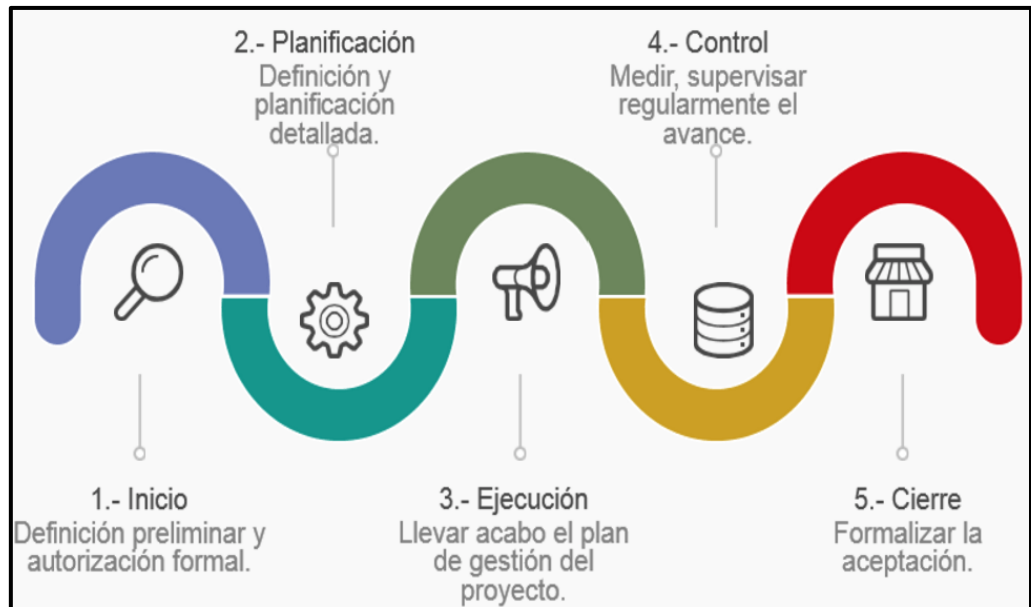 2.- Planificación
Definición y
planificación
detallada.
4.- Control
Medir, supervisar
regularmente el
avance.
1.- Inicio
Definición preliminar y
autorización formal.
3.- Ejecución
Llevar acabo el plan
de gestión del
proyecto.
5.- Cierre
Formalizar la
aceptación.